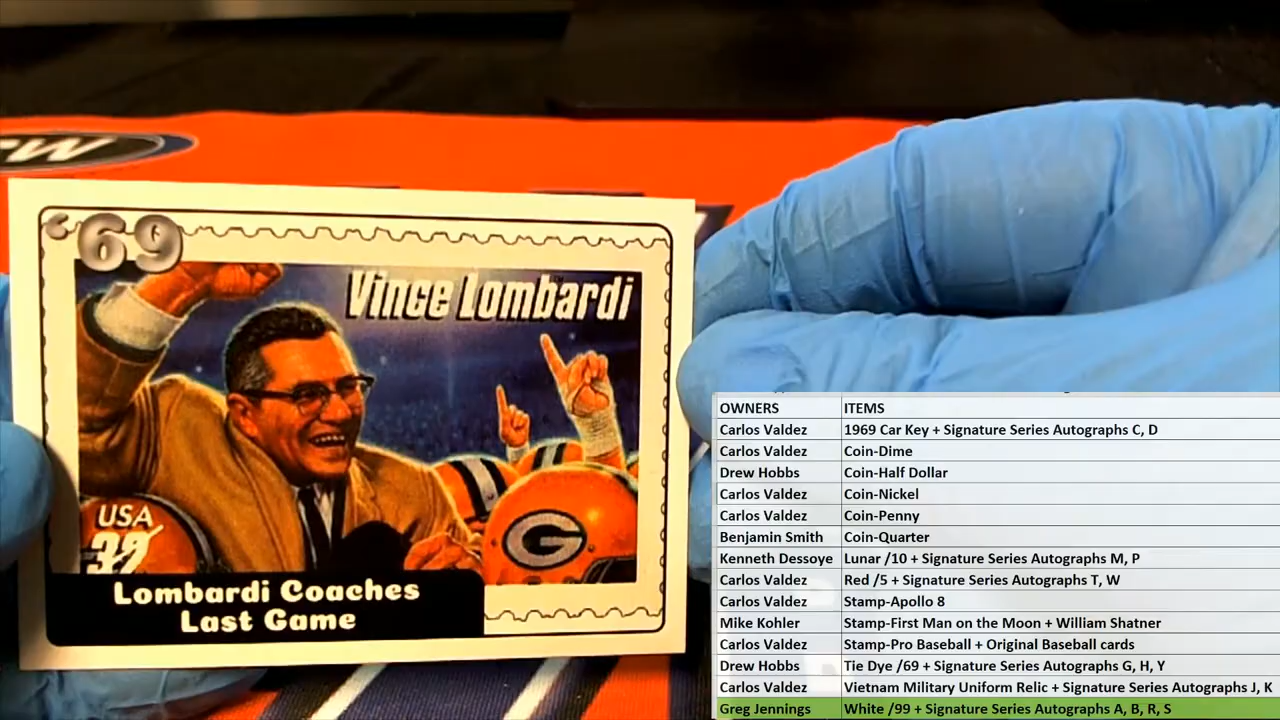 '69
Vince Lombardi
USA
32
G
Lombardi Coaches
Last Game
OWNERS ITEMS
Carlos Valdez 1969 Car Key + Signature Series Autographs C, D
Carlos Valdez Coin-Dime
Drew Hobbs Coin-Half Dollar
Carlos Valdez Coin-Nickel
Carlos Valdez Coin-Penny
Benjamin Smith Coin-Quarter
Kenneth Dessoye Lunar /10 + Signature Series Autographs M, P
Carlos Valdez Red /5 + Signature Series Autographs T, W
Carlos Valdez Stamp-Apollo 8
Mike Kohler Stamp-First Man on the Moon + William Shatner
Carlos Valdez Stamp-Pro Baseball + Original Baseball cards
Drew Hobbs Tie Dye /69 + Signature Series Autographs G, H, Y
Carlos Valdez Vietnam Military Uniform Relic + Signature Series Autographs J, K
Greg Jennings White /99 + Signature Series Autographs A, B, R, S